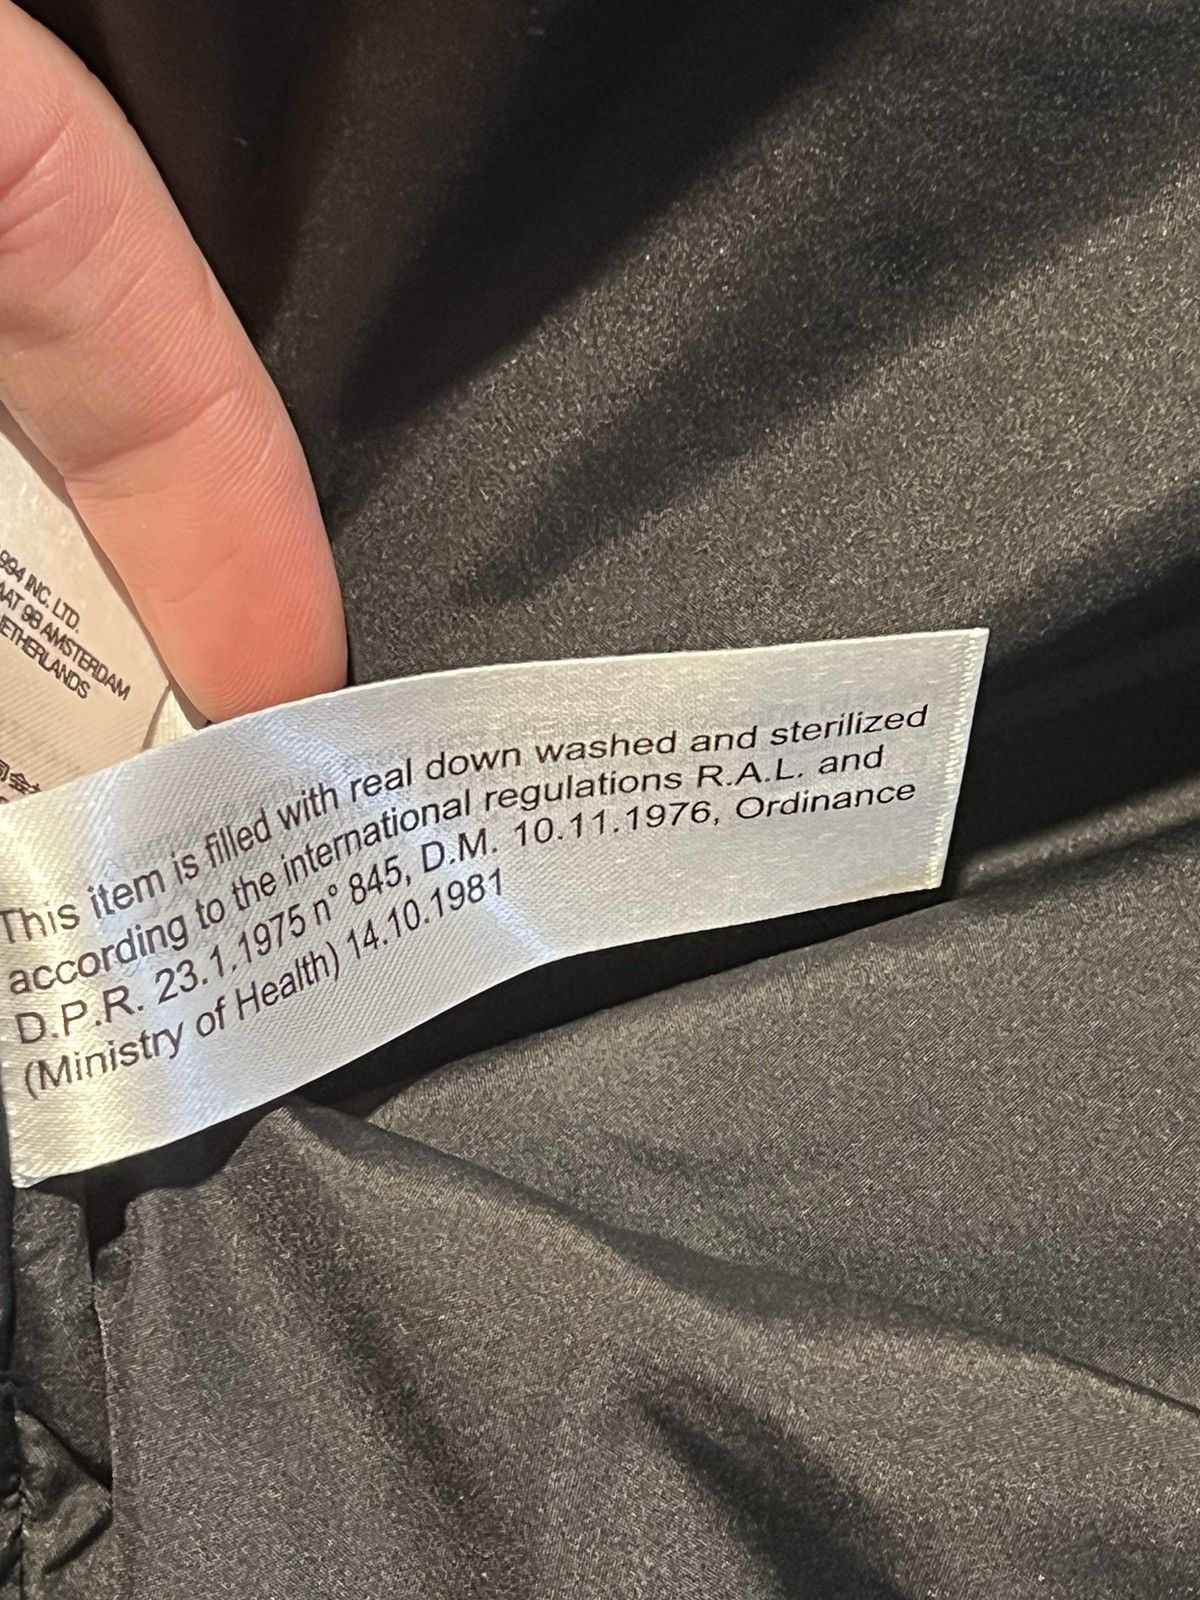 994 INC. LTD.
AAT 98 AMSTERDAM
NETHERLANDS
This item is filled with real down washed and sterilized
according to the international regulations R.A.L. and
D.P.R. 23.1.1975 n° 845, D.M. 10.11.1976, Ordinance
(Ministry of Health) 14.10.1981